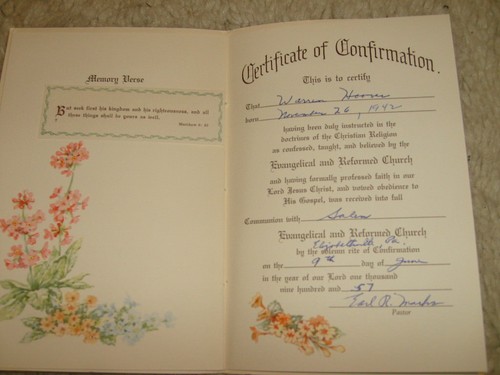 Memory Verse
But seek first his kingdom and his righteousness, and all
these things shall be yours as well.
Matthew 6:33
Certificate of Confirmation.
This is to certify
That Warren Hoover
born November 26, 1942
having been duly instructed in the
doctrines of the Christian Religion
as confessed, taught, and believed by the
Evangelical and Reformed Church
and having formally professed faith in our
Lord Jesus Christ, and vowed obedience to
His Gospel, was received into full
Communion with Salem
Evangelical and Reformed Church
Pa.
by the solemn rite of Confirmation
on the 9th day of June
in the year of our Lord one thousand
nine hundred and 57
Earl R. Marks
Pastor